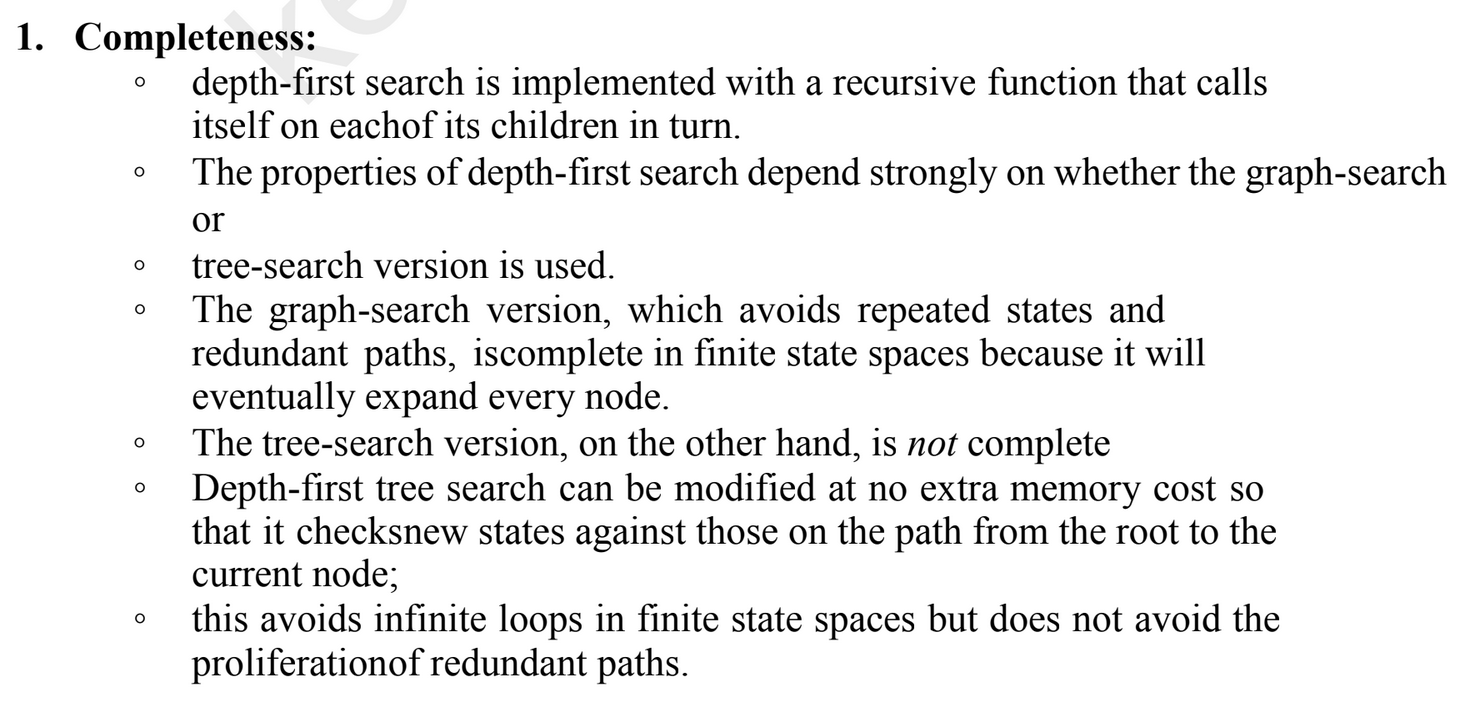 1. Completeness:
◦ depth-first search is implemented with a recursive function that calls
itself on eachof its children in turn.
◦ The properties of depth-first search depend strongly on whether the graph-search
or
◦ tree-search version is used.
◦ The graph-search version, which avoids repeated states and
redundant paths, iscomplete in finite state spaces because it will
eventually expand every node.
◦ The tree-search version, on the other hand, is not complete
◦ Depth-first tree search can be modified at no extra memory cost so
that it checksnew states against those on the path from the root to the
current node;
◦ this avoids infinite loops in finite state spaces but does not avoid the
proliferationof redundant paths.